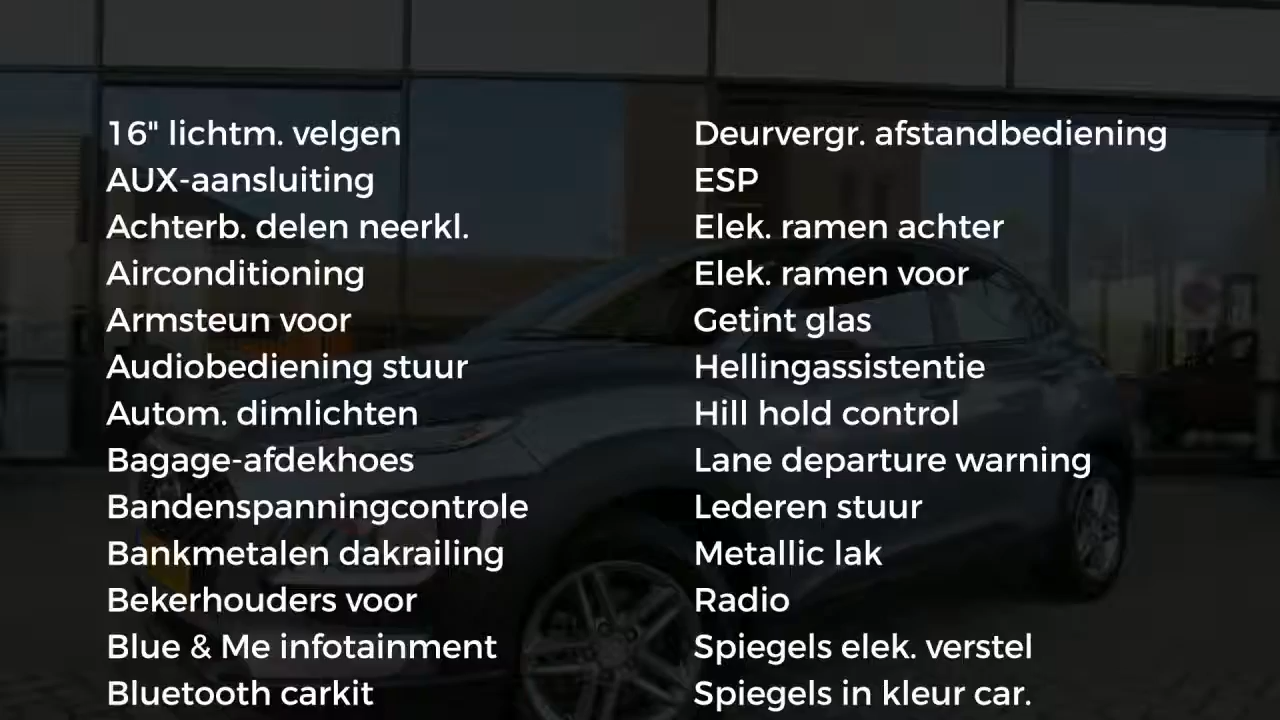 16" lichtm. velgen
AUX-aansluiting
Achterb. delen neerkl.
Airconditioning
Armsteun voor
Audiobediening stuur
Autom. dimlichten
Bagage-afdekhoes
Bandenspanningcontrole
Bankmetalen dakrailing
Bekerhouders voor
Blue & Me infotainment
Bluetooth carkit
Deurvergr. afstandbediening
ESP
Elek. ramen achter
Elek. ramen voor
Getint glas
Hellingassistentie
Hill hold control
Lane departure warning
Lederen stuur
Metallic lak
Radio
Spiegels elek. verstel
Spiegels in kleur car.